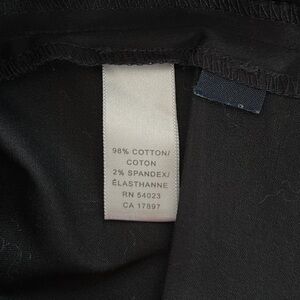 98% COTTON/
COTON
2% SPANDEX/
ÉLASTHANNE
RN 54023
CA 17897